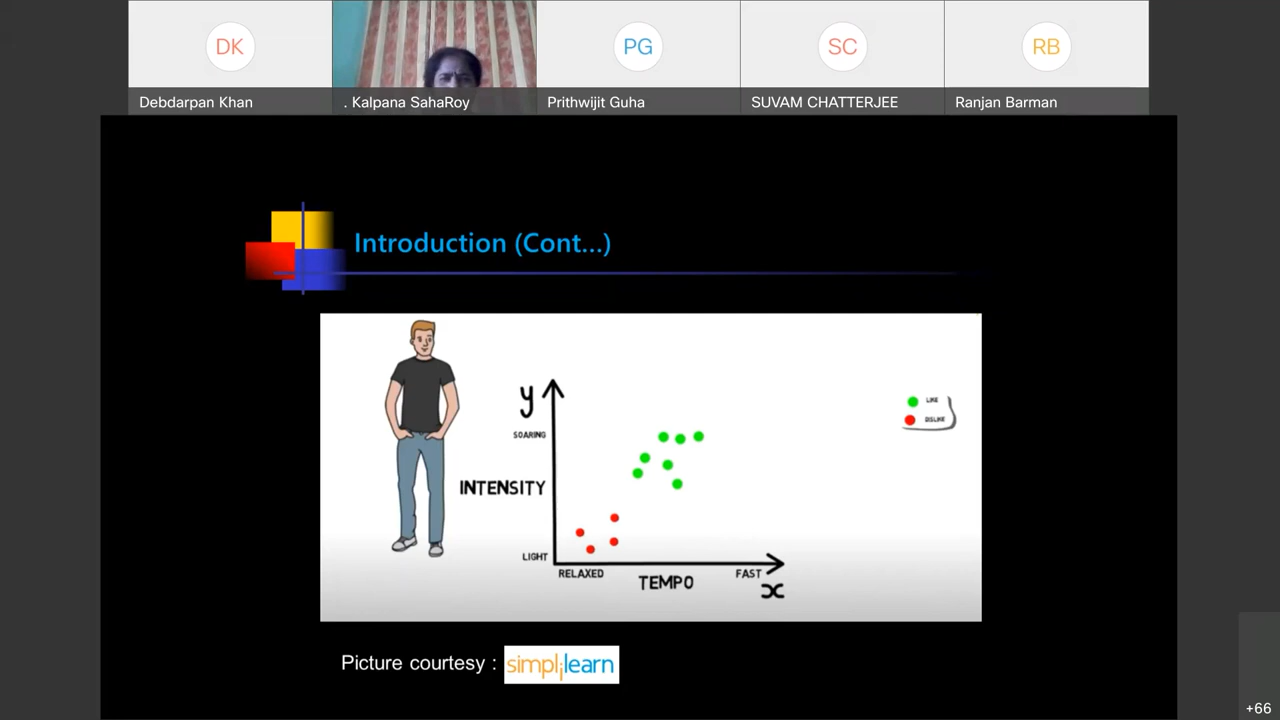 DK
PG
SC
RB
Debdarpan Khan
. Kalpana SahaRoy
Prithwijit Guha
SUVAM CHATTERJEE
Ranjan Barman
Introduction (Cont...)
y
SOARING
INTENSITY
LIGHT
RELAXED
TEMPO
FAST
x
LIKE
DISLIKE
Picture courtesy : simplilearn
+66